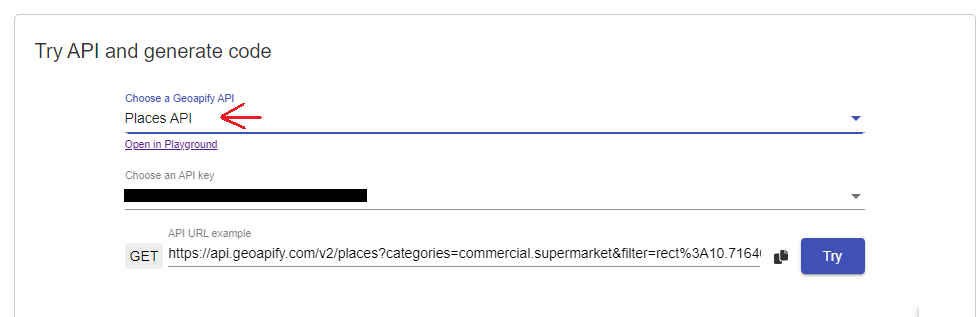 Try API and generate code
Choose a Geoapify API
Places API
Open in Playground
Choose an API key
API URL example
GET https://api.geoapify.com/v2/places?categories=commercial.supermarket&filter=rect%3A10.7164 Try